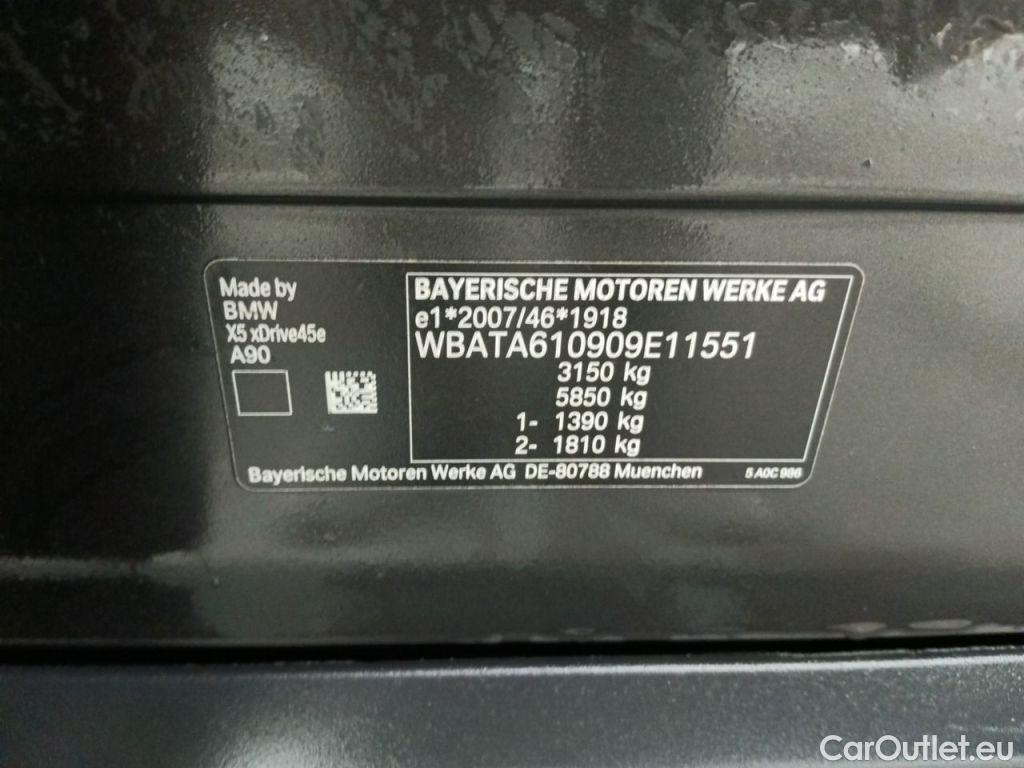 Made by
BMW
X5 xDrive45e
A90
BAYERISCHE MOTOREN WERKE AG
e1*2007/46*1918
WBATA610909E11551
3150 kg
5850 kg
1- 1390 kg
2- 1810 kg
Bayerische Motoren Werke AG DE-80788 Muenchen
5 A0C 986
CarOutlet.eu